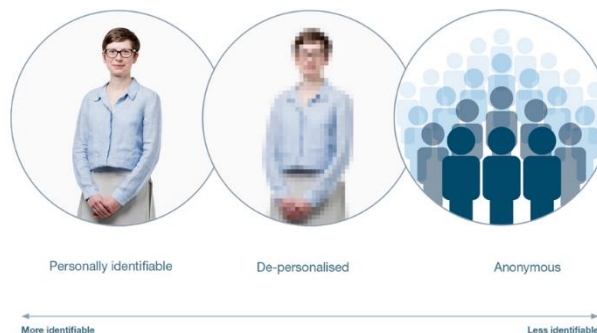 Personally identifiable
De-personalised
Anonymous
More identifiable
Less identifiable